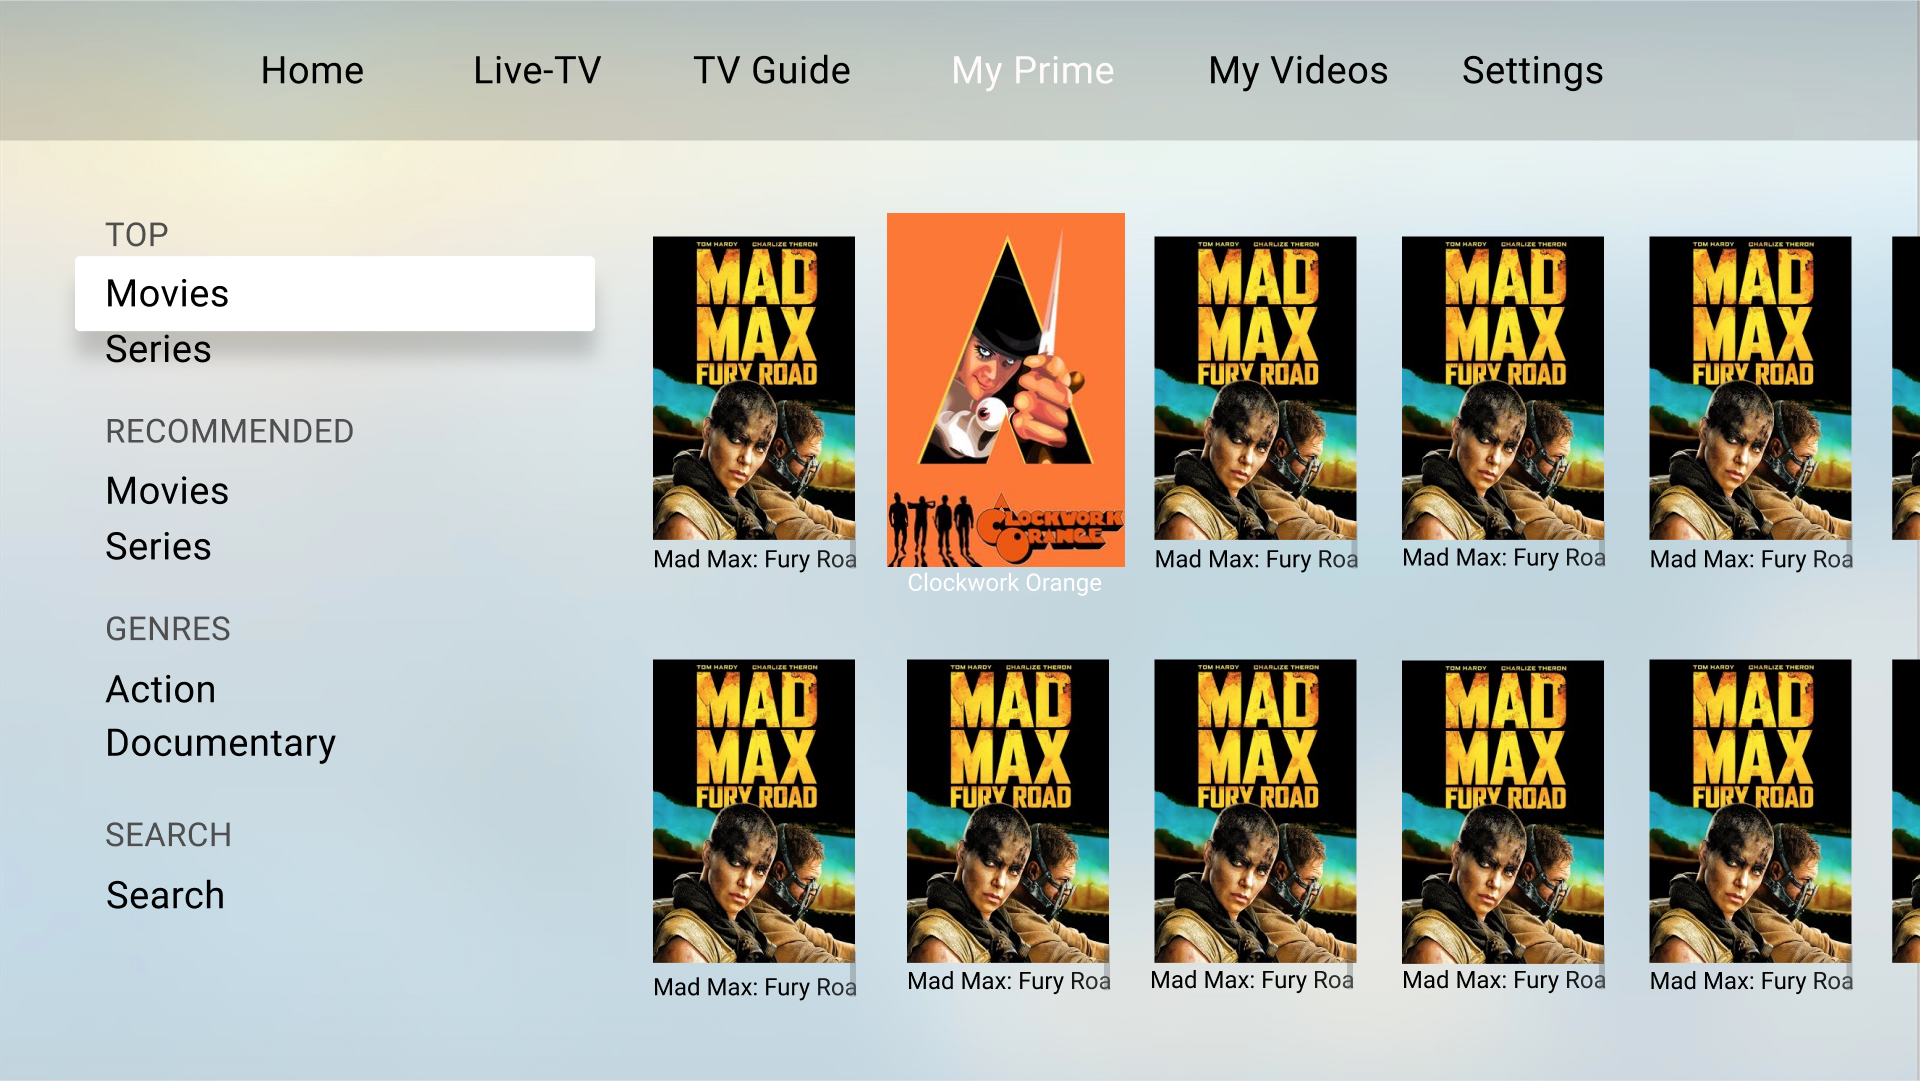 Home Live-TV TV Guide My Prime My Videos Settings
TOP
Movies
Series
RECOMMENDED
Movies
Series
GENRES
Action
Documentary
SEARCH
Search
TOM HARDY CHARLIZE THERON
MAD
MAX
FURY ROAD
Mad Max: Fury Roa
A
CLOCKWORK
ORANGE
Clockwork Orange
TOM HARDY CHARLIZE THERON
MAD
MAX
FURY ROAD
Mad Max: Fury Roa
TOM HARDY CHARLIZE THERON
MAD
MAX
FURY ROAD
Mad Max: Fury Roa
TOM HARDY CHARLIZE THERON
MAD
MAX
FURY ROAD
Mad Max: Fury Roa
TOM HARDY CHARLIZE THERON
MAD
MAX
FURY ROAD
Mad Max: Fury Roa
TOM HARDY CHARLIZE THERON
MAD
MAX
FURY ROAD
Mad Max: Fury Roa
TOM HARDY CHARLIZE THERON
MAD
MAX
FURY ROAD
Mad Max: Fury Roa
TOM HARDY CHARLIZE THERON
MAD
MAX
FURY ROAD
Mad Max: Fury Roa
TOM HARDY CHARLIZE THERON
MAD
MAX
FURY ROAD
Mad Max: Fury Roa